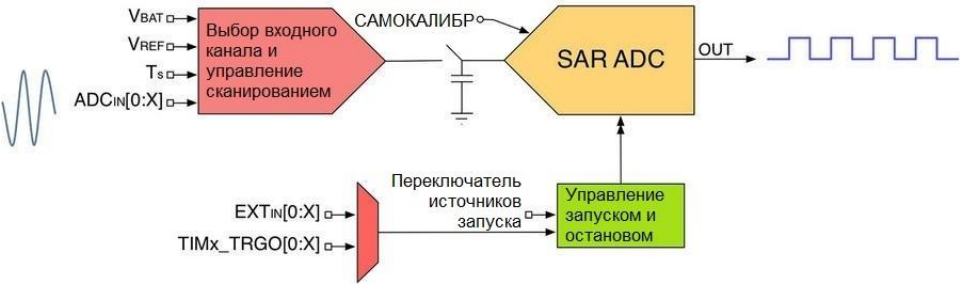 VBAT
VREF
Ts
ADCIN[0:X]
Выбор входного
канала и
управление
сканированием
САМОКАЛИБР
SAR ADC
OUT
EXTIN[0:X]
TIMx_TRGO[0:X]
Переключатель
источников
запуска
Управление
запуском и
остановом